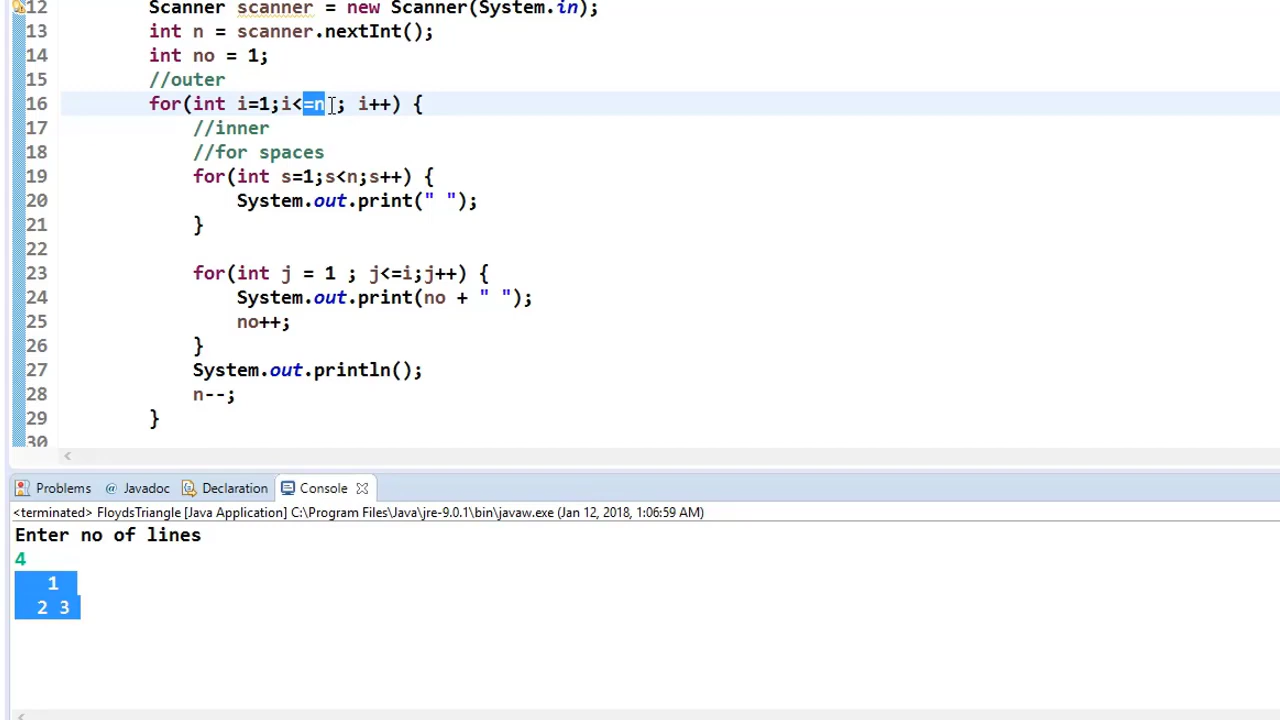 12 Scanner scanner = new Scanner(System.in);
13 int n = scanner.nextInt();
14 int no = 1;
15 //outer
16 for(int i=1;i<=n ; i++) {
17 //inner
18 //for spaces
19 for(int s=1;s<n;s++) {
20 System.out.print(" ");
21 }
22
23 for(int j = 1 ; j<=i;j++) {
24 System.out.print(no + " ");
25 no++;
26 }
27 System.out.println();
28 n--;
29 }
30
Problems @ Javadoc Declaration Console
<terminated> FloydsTriangle [Java Application] C:\Program Files\Java\jre-9.0.1\bin\javaw.exe (Jan 12, 2018, 1:06:59 AM)
Enter no of lines
4
1
2 3